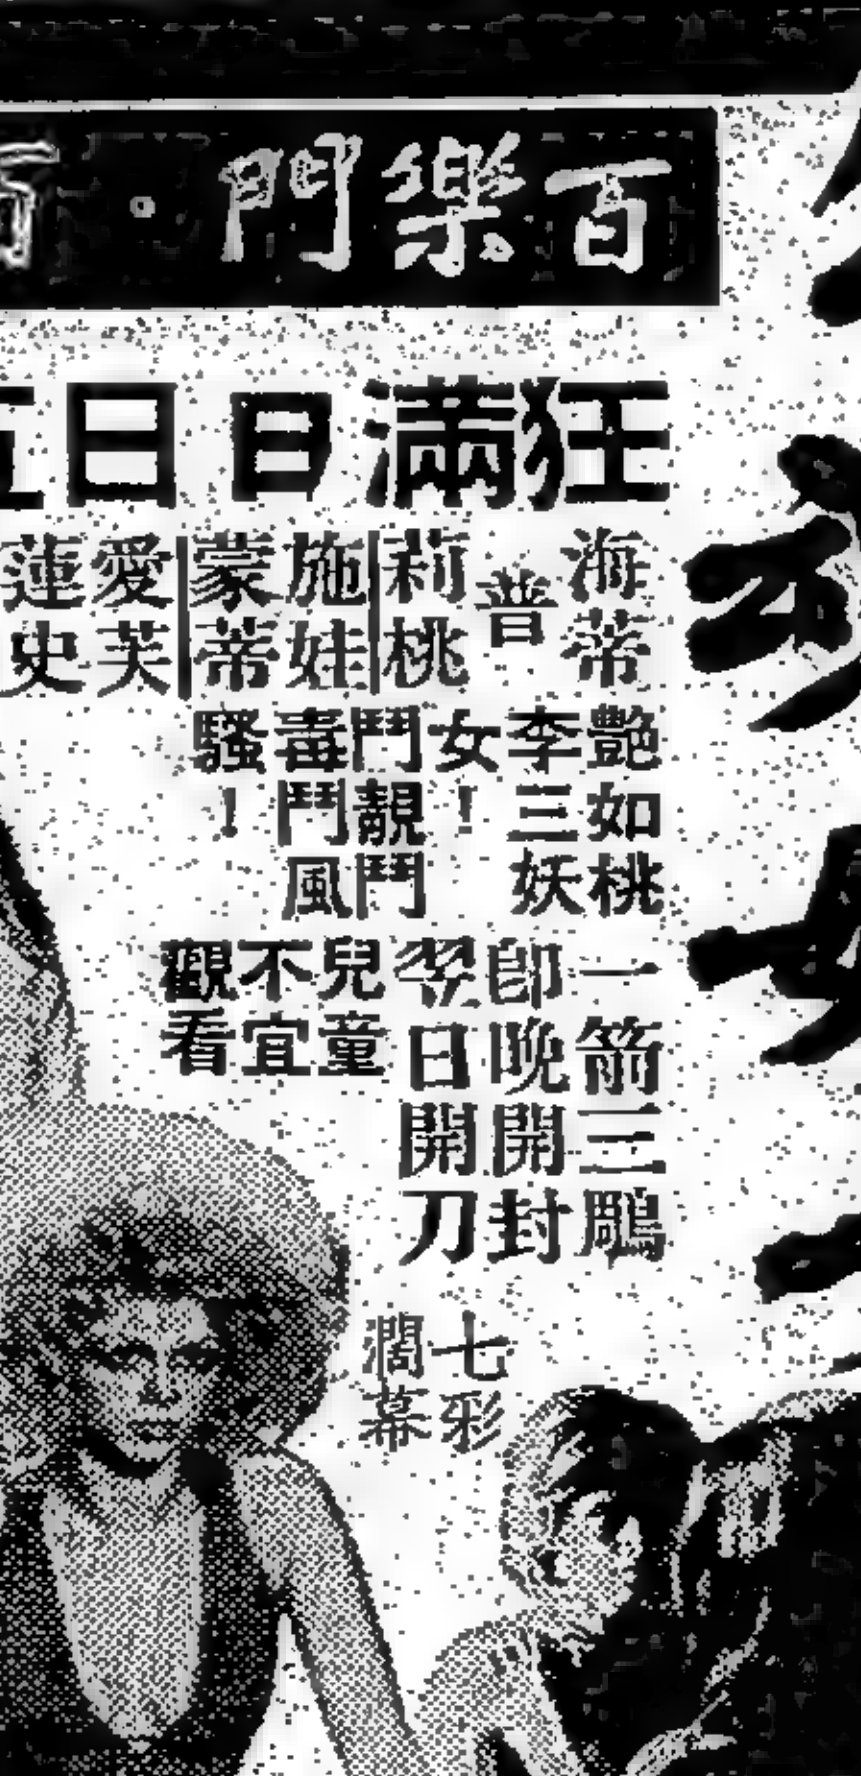 百樂門·
狂滿日日五
海蒂 普 莉桃
施娃 蒙蒂
愛芙 蓮史
艷如桃
李三妖
女！
鬥靚鬥
毒鬥風
騷！
一箭三鵰
即晚開封
翌日開刀
兒童
不宜
觀看
七彩
濶幕